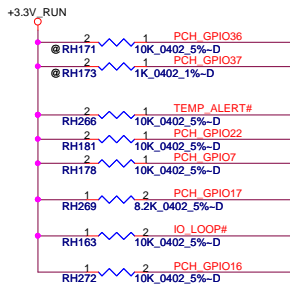 +3.3V_RUN
2 1 PCH_GPIO36
@RH171 10K_0402_5%~D
2 1 PCH_GPIO37
@RH173 1K_0402_1%~D
2 1 TEMP_ALERT#
RH266 10K_0402_5%~D
2 1 PCH_GPIO22
RH181 10K_0402_5%~D
2 1 PCH_GPIO7
RH178 10K_0402_5%~D
1 2 PCH_GPIO17
RH269 8.2K_0402_5%~D
1 2 IO_LOOP#
RH163 10K_0402_5%~D
1 2 PCH_GPIO16
RH272 10K_0402_5%~D